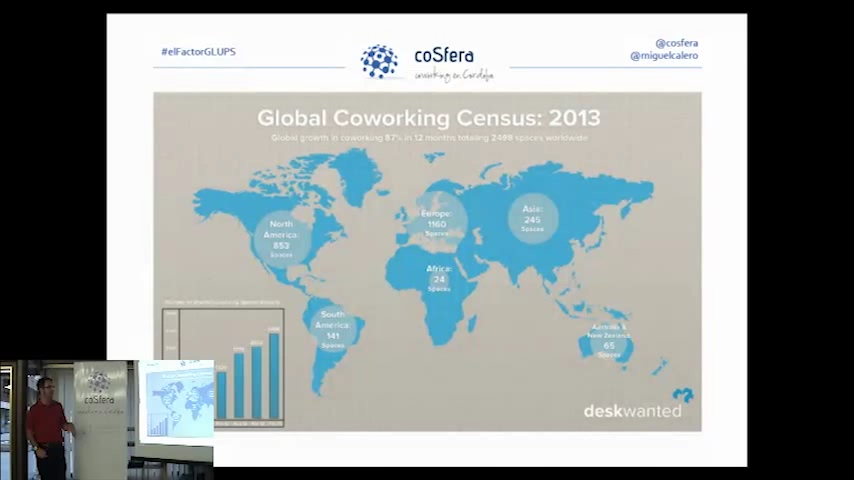 #elFactorGLUPS
coSfera
coworking en Córdoba
@cosfera
@miguelcalero
Global Coworking Census: 2013
Global growth in coworking 87% in 12 months totaling 2498 spaces worldwide
North
America:
853
Spaces
Europe:
1160
Spaces
Asia:
245
Spaces
Africa:
24
Spaces
South
America:
141
Spaces
Australia &
New Zealand:
65
Spaces
deskwanted
coSfera